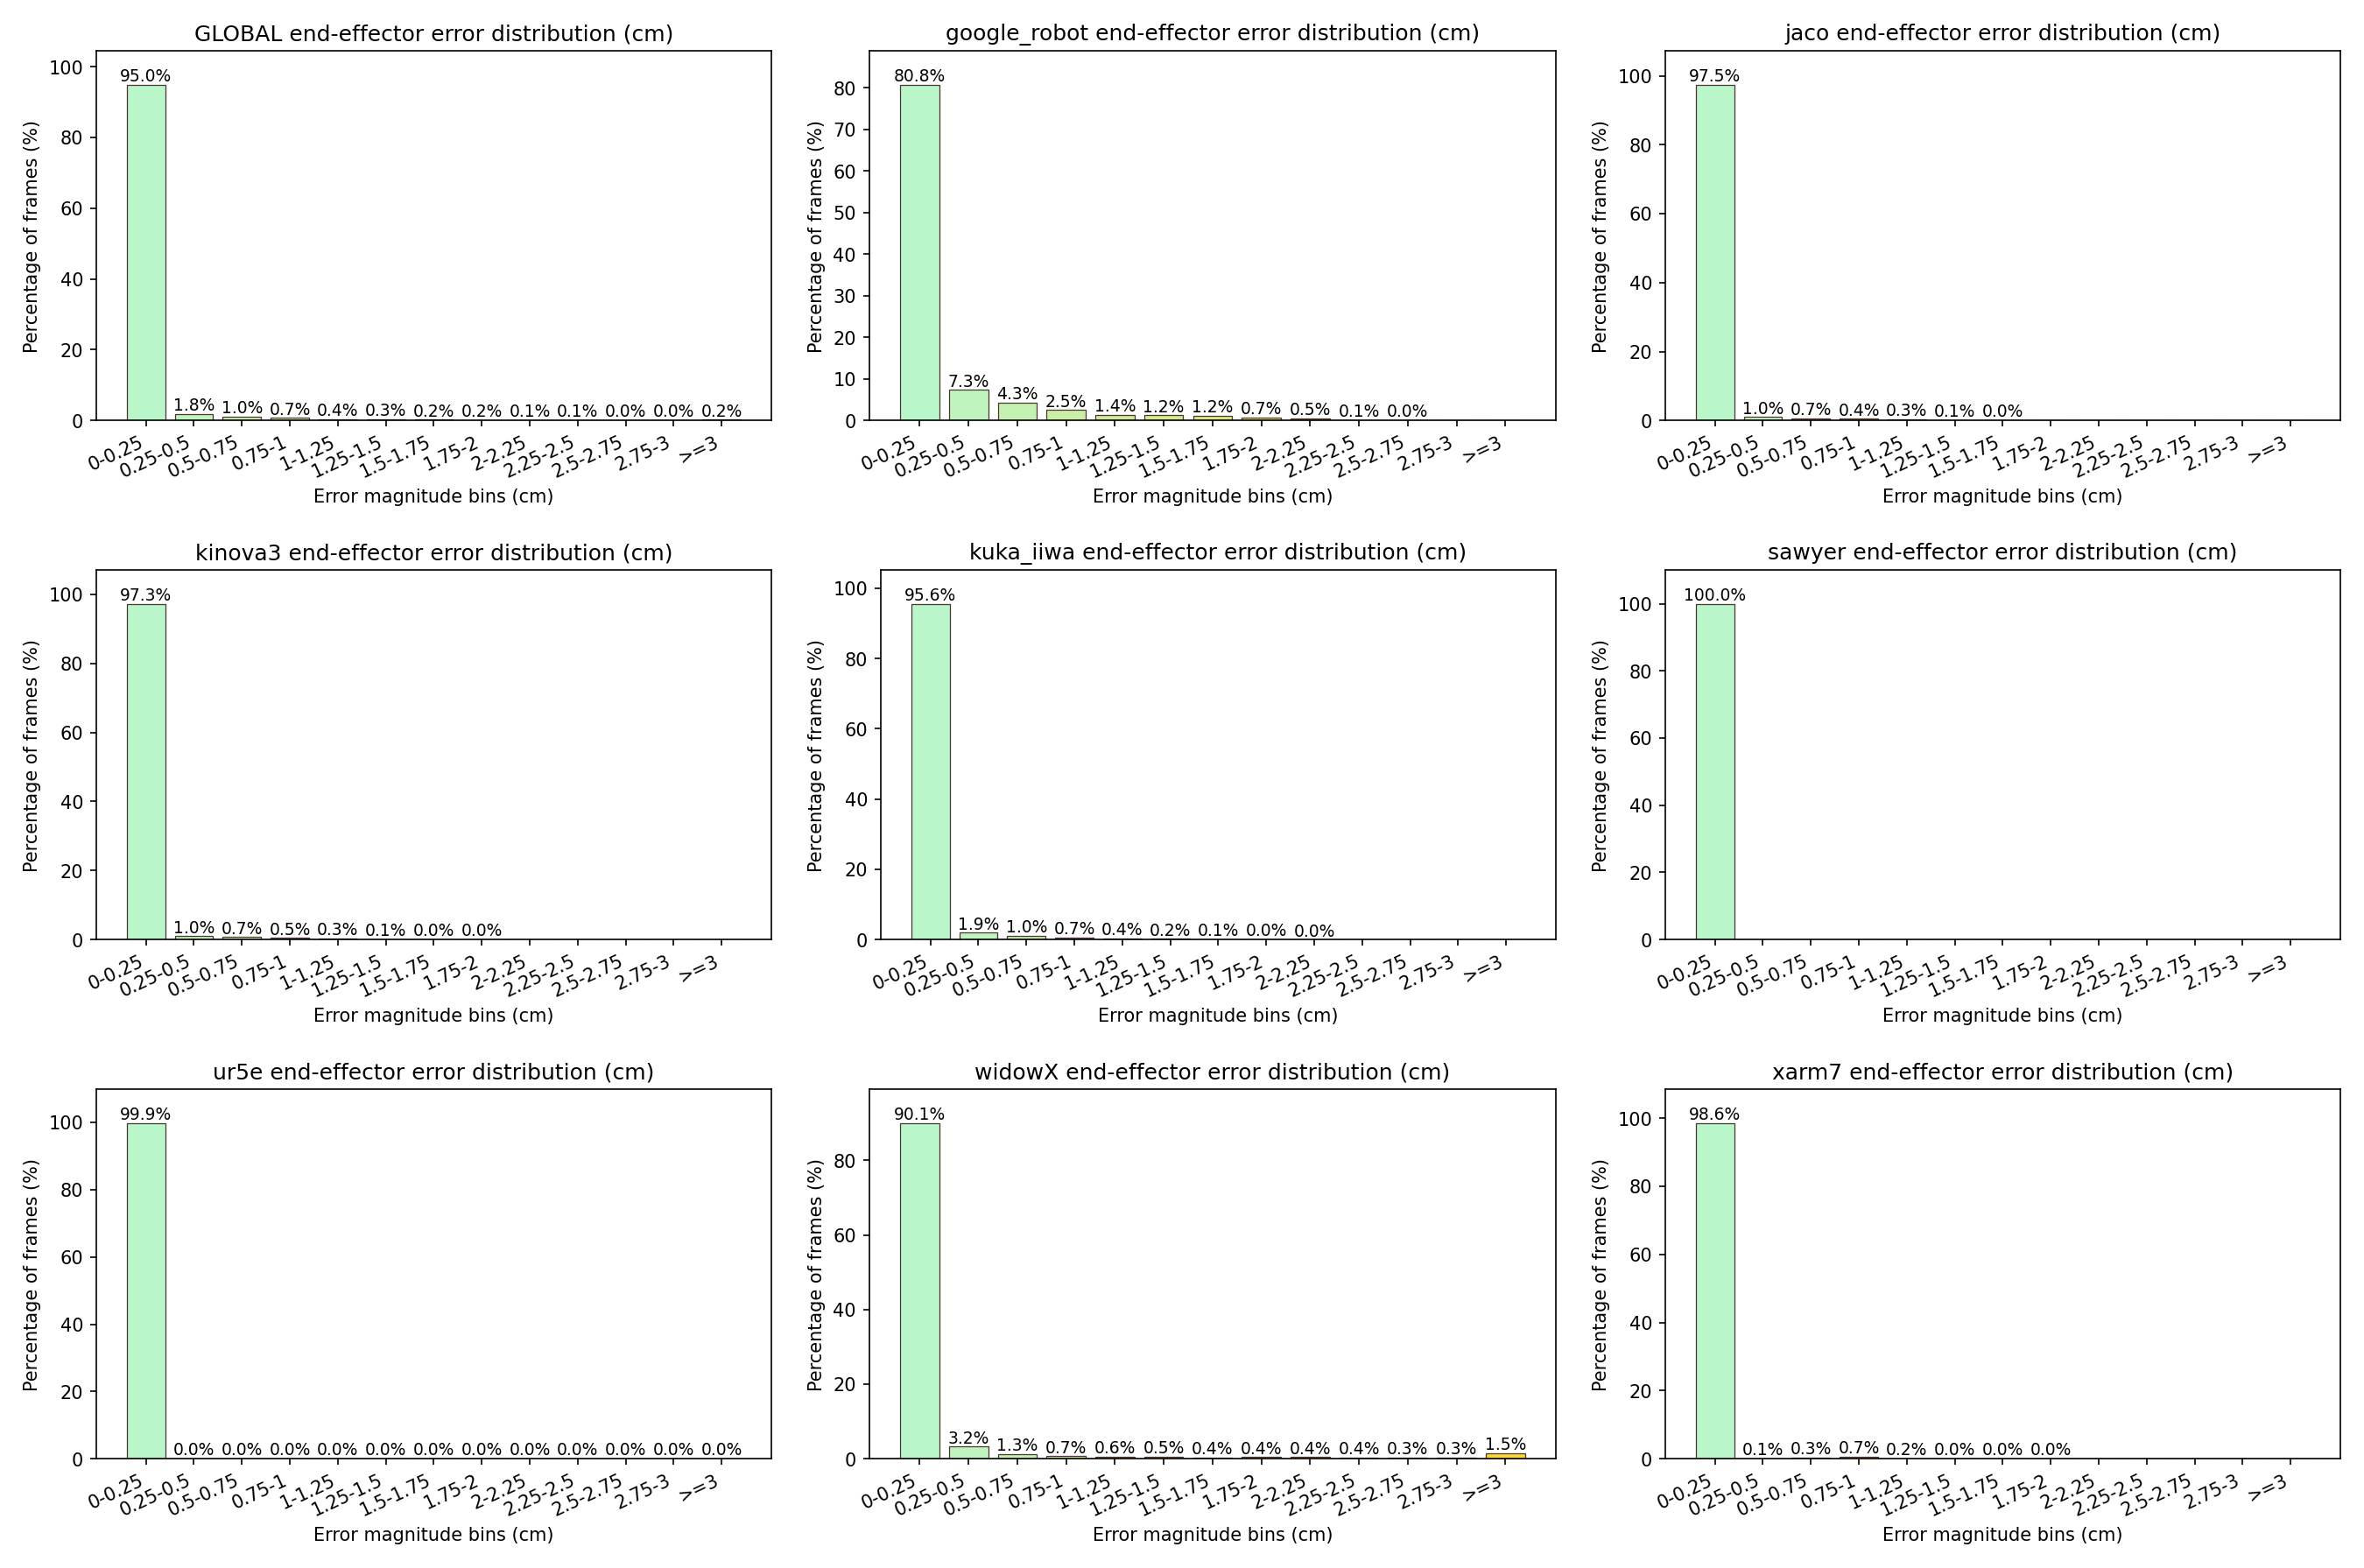 GLOBAL end-effector error distribution (cm)
Percentage of frames (%)
100
80
60
40
20
0
95.0%
1.8% 1.0% 0.7% 0.4% 0.3% 0.2% 0.2% 0.1% 0.1% 0.0% 0.0% 0.2%
0-0.25 0.25-0.5 0.5-0.75 0.75-1 1-1.25 1.25-1.5 1.5-1.75 1.75-2 2-2.25 2.25-2.5 2.5-2.75 2.75-3 >=3
Error magnitude bins (cm)
google_robot end-effector error distribution (cm)
Percentage of frames (%)
80
70
60
50
40
30
20
10
0
80.8%
7.3% 4.3% 2.5% 1.4% 1.2% 1.2% 0.7% 0.5% 0.1% 0.0%
0-0.25 0.25-0.5 0.5-0.75 0.75-1 1-1.25 1.25-1.5 1.5-1.75 1.75-2 2-2.25 2.25-2.5 2.5-2.75 2.75-3 >=3
Error magnitude bins (cm)
jaco end-effector error distribution (cm)
Percentage of frames (%)
100
80
60
40
20
0
97.5%
1.0% 0.7% 0.4% 0.3% 0.1% 0.0%
0-0.25 0.25-0.5 0.5-0.75 0.75-1 1-1.25 1.25-1.5 1.5-1.75 1.75-2 2-2.25 2.25-2.5 2.5-2.75 2.75-3 >=3
Error magnitude bins (cm)
kinova3 end-effector error distribution (cm)
Percentage of frames (%)
100
80
60
40
20
0
97.3%
1.0% 0.7% 0.5% 0.3% 0.1% 0.0% 0.0%
0-0.25 0.25-0.5 0.5-0.75 0.75-1 1-1.25 1.25-1.5 1.5-1.75 1.75-2 2-2.25 2.25-2.5 2.5-2.75 2.75-3 >=3
Error magnitude bins (cm)
kuka_iiwa end-effector error distribution (cm)
Percentage of frames (%)
100
80
60
40
20
0
95.6%
1.9% 1.0% 0.7% 0.4% 0.2% 0.1% 0.0% 0.0%
0-0.25 0.25-0.5 0.5-0.75 0.75-1 1-1.25 1.25-1.5 1.5-1.75 1.75-2 2-2.25 2.25-2.5 2.5-2.75 2.75-3 >=3
Error magnitude bins (cm)
sawyer end-effector error distribution (cm)
Percentage of frames (%)
100
80
60
40
20
0
100.0%
0-0.25 0.25-0.5 0.5-0.75 0.75-1 1-1.25 1.25-1.5 1.5-1.75 1.75-2 2-2.25 2.25-2.5 2.5-2.75 2.75-3 >=3
Error magnitude bins (cm)
ur5e end-effector error distribution (cm)
Percentage of frames (%)
100
80
60
40
20
0
99.9%
0.0% 0.0% 0.0% 0.0% 0.0% 0.0% 0.0% 0.0% 0.0% 0.0% 0.0% 0.0%
0-0.25 0.25-0.5 0.5-0.75 0.75-1 1-1.25 1.25-1.5 1.5-1.75 1.75-2 2-2.25 2.25-2.5 2.5-2.75 2.75-3 >=3
Error magnitude bins (cm)
widowX end-effector error distribution (cm)
Percentage of frames (%)
80
60
40
20
0
90.1%
3.2% 1.3% 0.7% 0.6% 0.5% 0.4% 0.4% 0.4% 0.4% 0.3% 0.3% 1.5%
0-0.25 0.25-0.5 0.5-0.75 0.75-1 1-1.25 1.25-1.5 1.5-1.75 1.75-2 2-2.25 2.25-2.5 2.5-2.75 2.75-3 >=3
Error magnitude bins (cm)
xarm7 end-effector error distribution (cm)
Percentage of frames (%)
100
80
60
40
20
0
98.6%
0.1% 0.3% 0.7% 0.2% 0.0% 0.0% 0.0%
0-0.25 0.25-0.5 0.5-0.75 0.75-1 1-1.25 1.25-1.5 1.5-1.75 1.75-2 2-2.25 2.25-2.5 2.5-2.75 2.75-3 >=3
Error magnitude bins (cm)